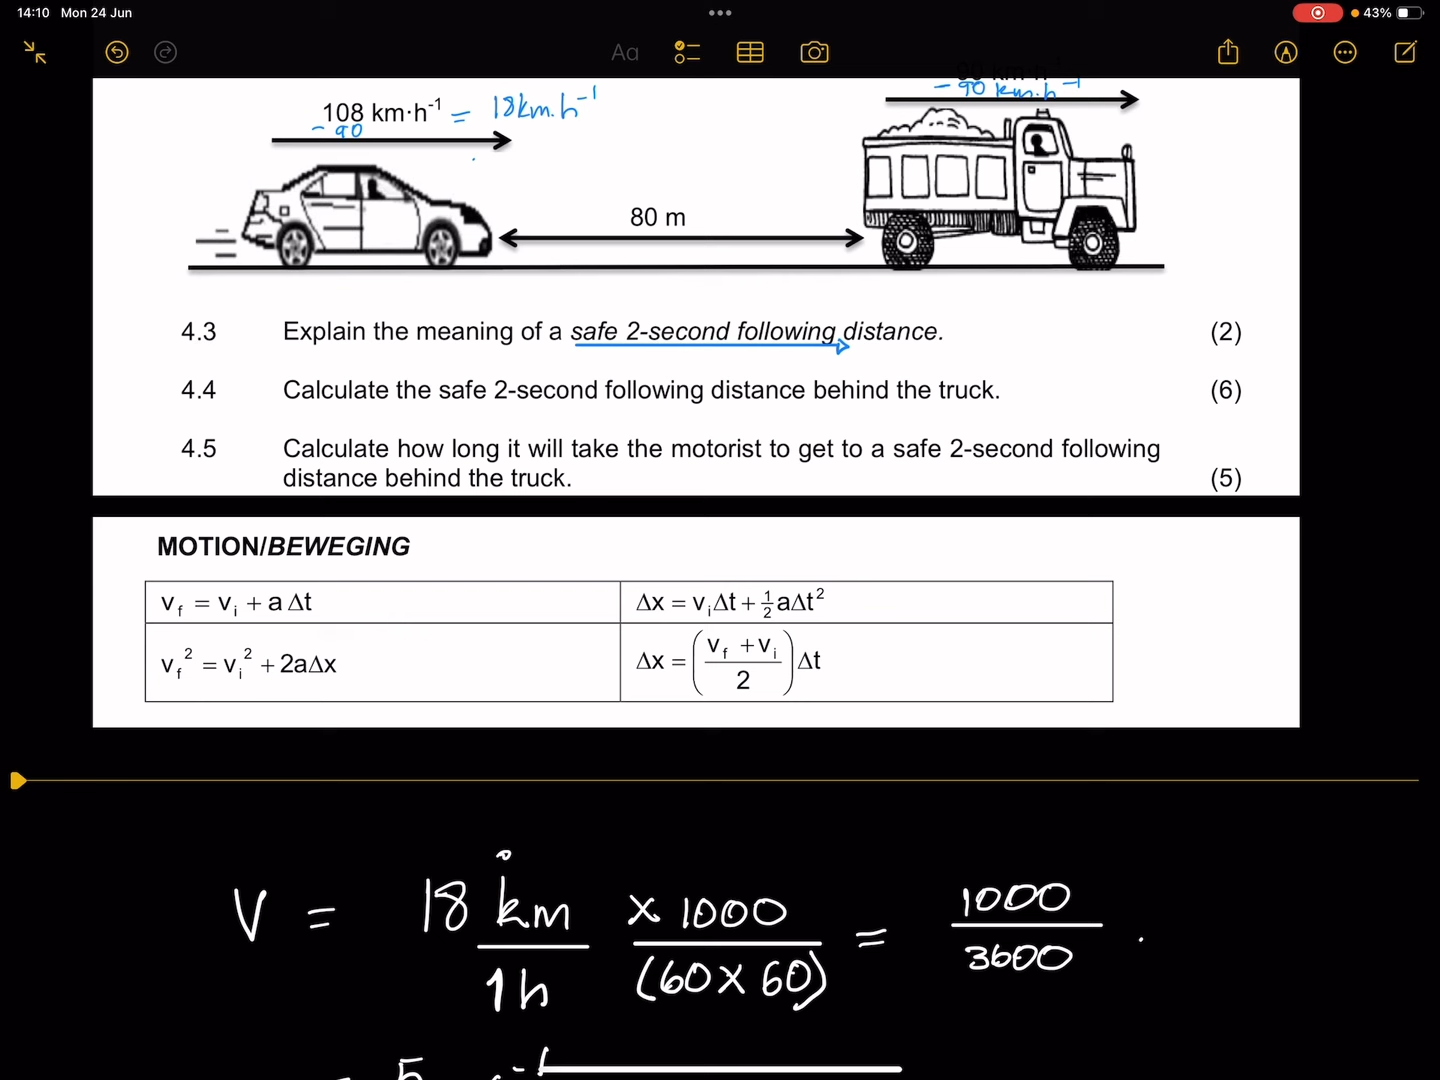 14:10 Mon 24 Jun
43%
Aa
108 km·h-1 = 18km.h-1
- 90
- 90 km.h-1
80 m
4.3 Explain the meaning of a safe 2-second following distance. (2)
4.4 Calculate the safe 2-second following distance behind the truck. (6)
4.5 Calculate how long it will take the motorist to get to a safe 2-second following
distance behind the truck. (5)
MOTION/BEWEGING
vf = vi + a Δt
Δx = viΔt + ½aΔt²
vf² = vi² + 2aΔx
Δx = (vf + vi / 2) Δt
V = 18 km / 1h × 1000 / (60 x 60) = 1000 / 3600 .